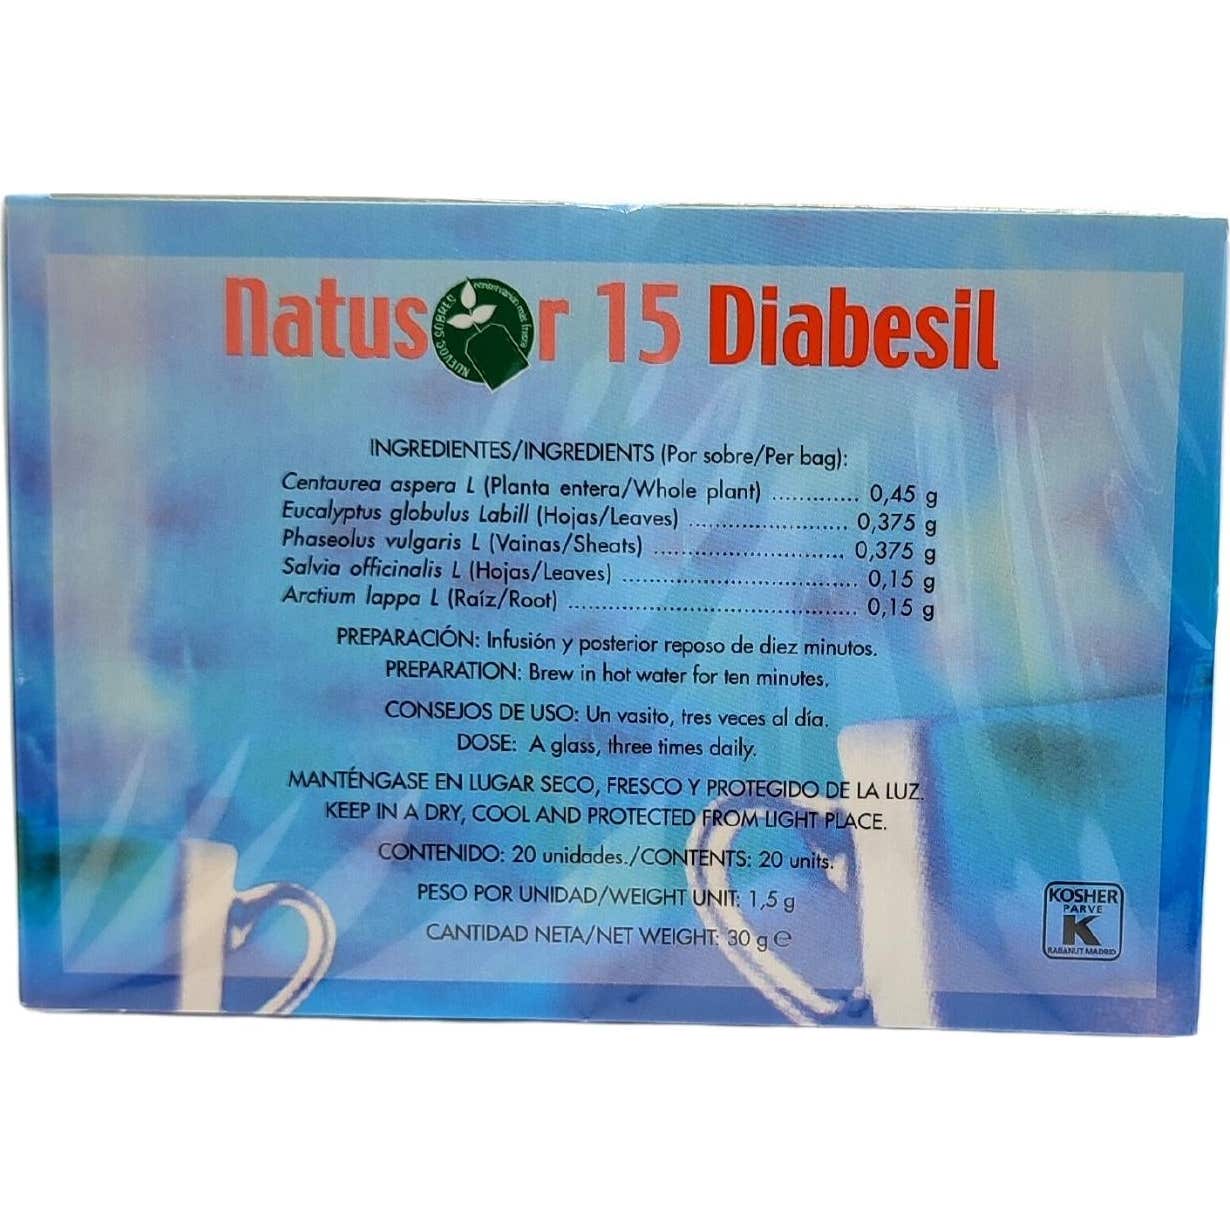 Natusor 15 Diabesil
NUEVOS SOBRES
INGREDIENTES/INGREDIENTS (Por sobre/Per bag):
Centaurea aspera L (Planta entera/Whole plant) ............. 0,45 g
Eucalyptus globulus Labill (Hojas/Leaves) ........................ 0,375 g
Phaseolus vulgaris L (Vainas/Sheats) ............................. 0,375 g
Salvia officinalis L (Hojas/Leaves) ................................... 0,15 g
Arctium lappa L (Raíz/Root) ............................................ 0,15 g
PREPARACIÓN: Infusión y posterior reposo de diez minutos.
PREPARATION: Brew in hot water for ten minutes.
CONSEJOS DE USO: Un vasito, tres veces al día.
DOSE: A glass, three times daily.
MANTÉNGASE EN LUGAR SECO, FRESCO Y PROTEGIDO DE LA LUZ.
KEEP IN A DRY, COOL AND PROTECTED FROM LIGHT PLACE.
CONTENIDO: 20 unidades./CONTENTS: 20 units.
PESO POR UNIDAD/WEIGHT UNIT: 1,5 g
CANTIDAD NETA/NET WEIGHT: 30 g ℮
KOSHER
PARVE
K
RABANUT MADRID